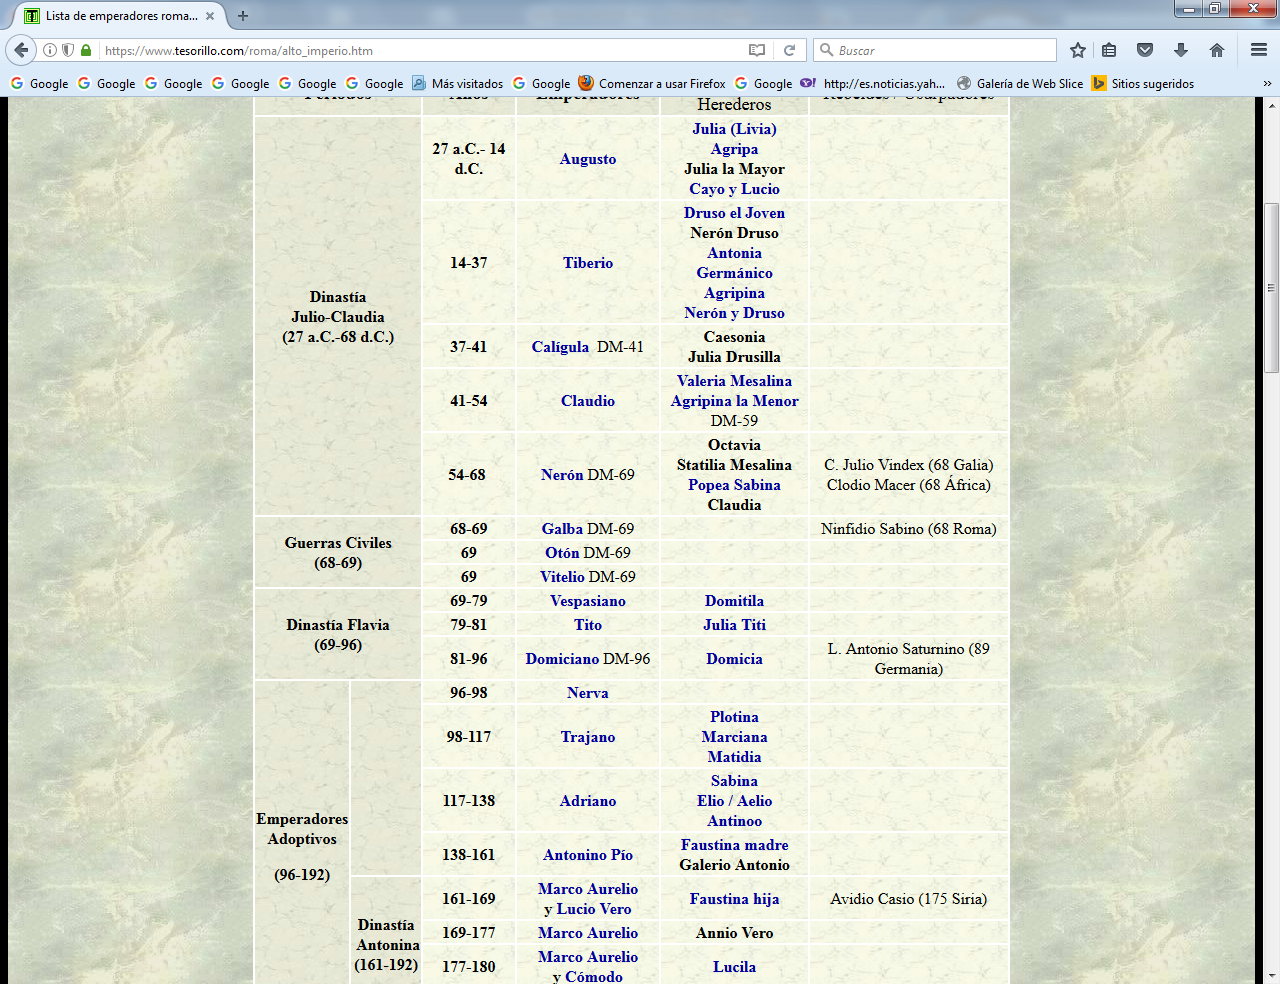 Lista de emperadores roma...
https://www.tesorillo.com/roma/alto_imperio.htm
Buscar
Google Google Google Google Google Google Más visitados Google Comenzar a usar Firefox Google http://es.noticias.yah... Galería de Web Slice Sitios sugeridos
Periodos Años Emperadores Herederos Rebeldes / Usurpadores
Dinastía
Julio-Claudia
(27 a.C.-68 d.C.)
27 a.C.- 14
d.C.
Augusto
Julia (Livia)
Agripa
Julia la Mayor
Cayo y Lucio
14-37
Tiberio
Druso el Joven
Nerón Druso
Antonia
Germánico
Agripina
Nerón y Druso
37-41
Calígula DM-41
Caesonia
Julia Drusilla
41-54
Claudio
Valeria Mesalina
Agripina la Menor
DM-59
54-68
Nerón DM-69
Octavia
Statilia Mesalina
Popea Sabina
Claudia
C. Julio Vindex (68 Galia)
Clodio Macer (68 África)
Guerras Civiles
(68-69)
68-69
Galba DM-69
Ninfidio Sabino (68 Roma)
69
Otón DM-69
69
Vitelio DM-69
Dinastía Flavia
(69-96)
69-79
Vespasiano
Domitila
79-81
Tito
Julia Titi
81-96
Domiciano DM-96
Domicia
L. Antonio Saturnino (89
Germania)
Emperadores
Adoptivos
(96-192)
96-98
Nerva
98-117
Trajano
Plotina
Marciana
Matidia
117-138
Adriano
Sabina
Elio / Aelio
Antinoo
138-161
Antonino Pío
Faustina madre
Galerio Antonio
Dinastía
Antonina
(161-192)
161-169
Marco Aurelio
y Lucio Vero
Faustina hija
Avidio Casio (175 Siria)
169-177
Marco Aurelio
Annio Vero
177-180
Marco Aurelio
y Cómodo
Lucila